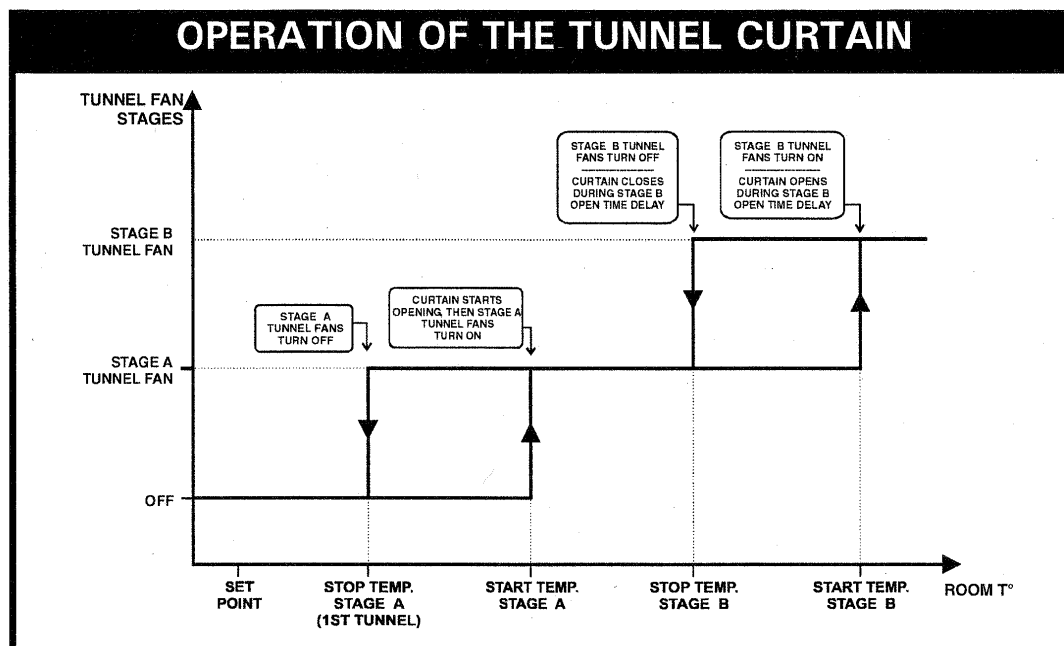 OPERATION OF THE TUNNEL CURTAIN
TUNNEL FAN
STAGES
STAGE B TUNNEL
FANS TURN OFF
CURTAIN CLOSES
DURING STAGE B
OPEN TIME DELAY
STAGE B TUNNEL
FANS TURN ON
CURTAIN OPENS
DURING STAGE B
OPEN TIME DELAY
STAGE B
TUNNEL FAN
STAGE A
TUNNEL FANS
TURN OFF
CURTAIN STARTS
OPENING, THEN STAGE A
TUNNEL FANS
TURN ON
STAGE A
TUNNEL FAN
OFF
SET
POINT
STOP TEMP.
STAGE A
(1ST TUNNEL)
START TEMP.
STAGE A
STOP TEMP.
STAGE B
START TEMP.
STAGE B
ROOM T°